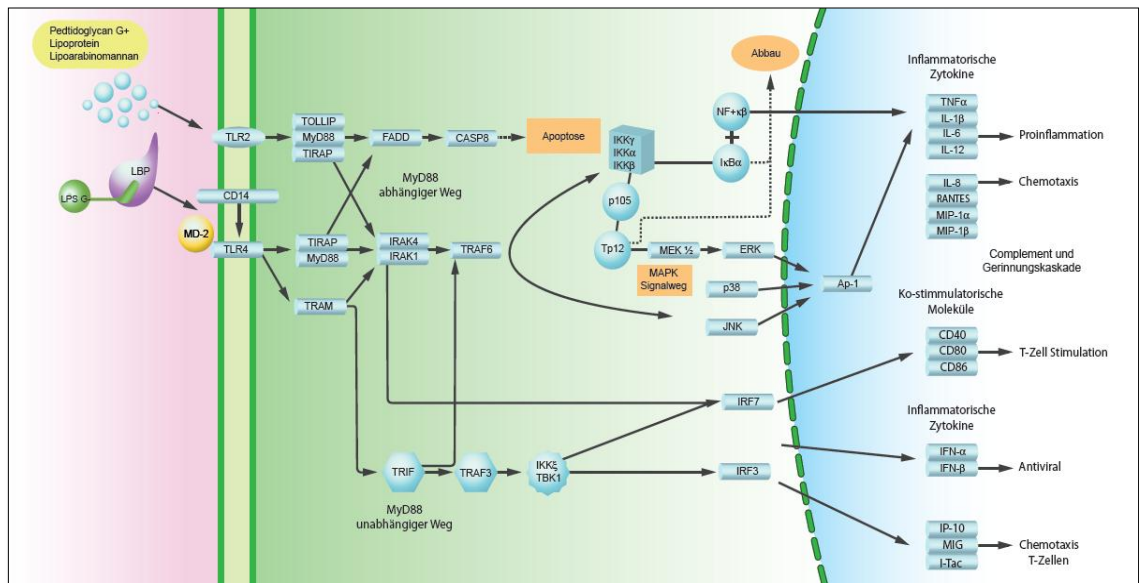 Pedtidoglycan G+
Lipoprotein
Lipoarabinomannan
LBP
LPS G-
MD-2
TLR2
CD14
TLR4
TOLLIP
MyD88
TIRAP
FADD
CASP8
Apoptose
MyD88
abhängiger Weg
TIRAP
MyD88
IRAK4
IRAK1
TRAF6
TRAM
TRIF
TRAF3
IKKξ
TBK1
MyD88
unabhängiger Weg
Abbau
NF+κβ
+
IκBα
IKKγ
IKKα
IKKβ
p105
Tp12
MEK ½
ERK
MAPK
Signalweg
p38
JNK
IRF7
IRF3
Ap-1
Inflammatorische
Zytokine
TNFα
IL-1β
IL-6
IL-12
Proinflammation
IL-8
RANTES
MIP-1α
MIP-1β
Chemotaxis
Complement und
Gerinnungskaskade
Ko-stimmulatorische
Moleküle
CD40
CD80
CD86
T-Zell Stimulation
Inflammatorische
Zytokine
IFN-α
IFN-β
Antiviral
IP-10
MIG
I-Tac
Chemotaxis
T-Zellen